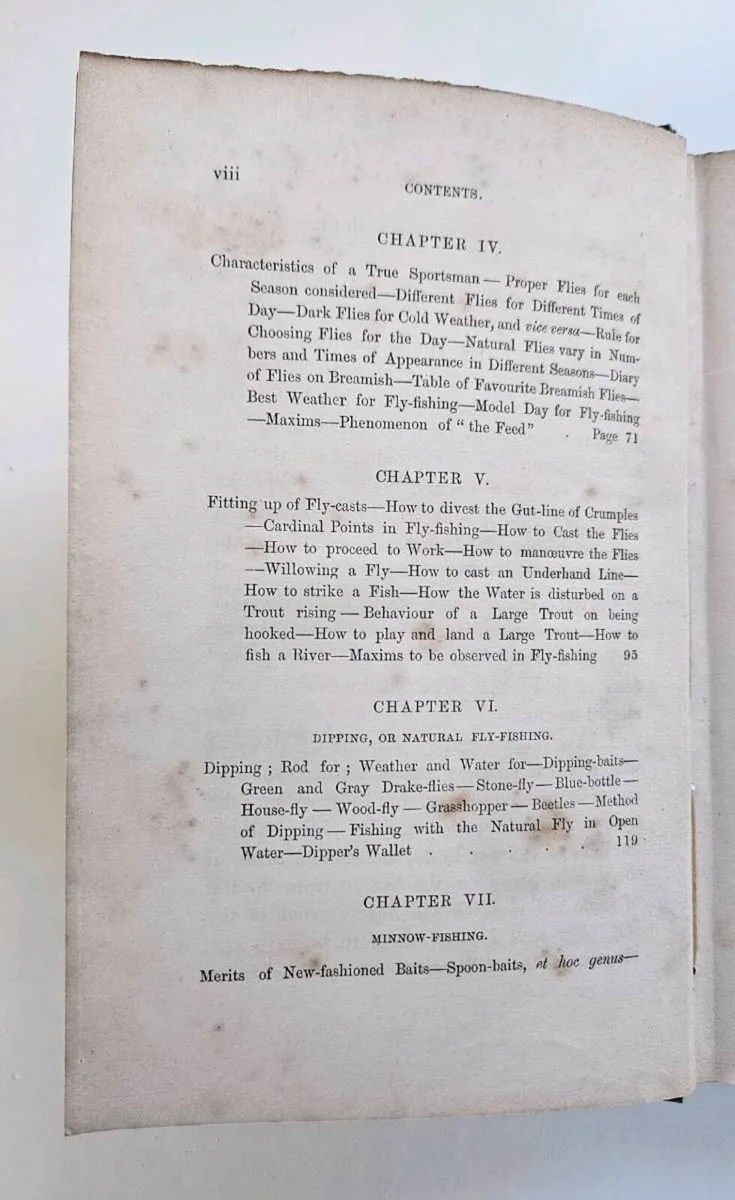 viii
CONTENTS.
CHAPTER IV.
Characteristics of a True Sportsman — Proper Flies for each
Season considered—Different Flies for Different Times of
Day—Dark Flies for Cold Weather, and vice versa—Rule for
Choosing Flies for the Day—Natural Flies vary in Num-
bers and Times of Appearance in Different Seasons—Diary
of Flies on Breamish—Table of Favourite Breamish Flies—
Best Weather for Fly-fishing—Model Day for Fly-fishing
—Maxims—Phenomenon of "the Feed" . Page 71
CHAPTER V.
Fitting up of Fly-casts—How to divest the Gut-line of Crumples
—Cardinal Points in Fly-fishing—How to Cast the Flies
—How to proceed to Work—How to manœuvre the Flies
—Willowing a Fly—How to cast an Underhand Line—
How to strike a Fish—How the Water is disturbed on a
Trout rising — Behaviour of a Large Trout on being
hooked—How to play and land a Large Trout—How to
fish a River—Maxims to be observed in Fly-fishing 95
CHAPTER VI.
DIPPING, OR NATURAL FLY-FISHING.
Dipping ; Rod for ; Weather and Water for—Dipping-baits—
Green and Gray Drake-flies — Stone-fly — Blue-bottle —
House-fly — Wood-fly — Grasshopper — Beetles — Method
of Dipping — Fishing with the Natural Fly in Open
Water—Dipper's Wallet . . . . . 119
CHAPTER VII.
MINNOW-FISHING.
Merits of New-fashioned Baits—Spoon-baits, et hoc genus—